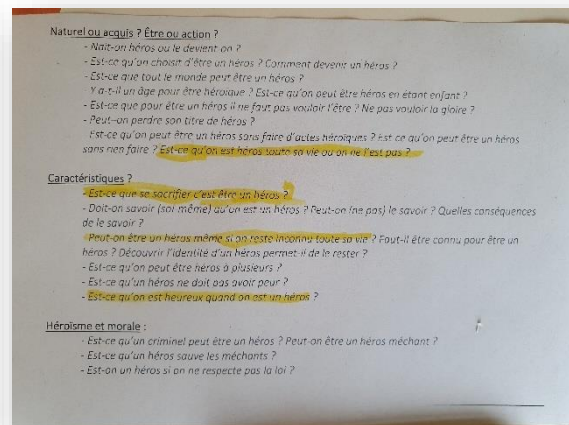 Naturel ou acquis ? Être ou action ?
- Naît-on héros ou le devient-on ?
- Est-ce qu'on choisit d'être un héros ? Comment devenir un héros ?
- Est-ce que tout le monde peut être un héros ?
Y a-t-il un âge pour être héroïque ? Est-ce qu'on peut être héros en étant enfant ?
- Est-ce que pour être un héros il ne faut pas vouloir l'être ? Ne pas vouloir la gloire ?
- Peut-on perdre son titre de héros ?
Est-ce qu'on peut être un héros sans faire d'actes héroïques ? Est ce qu'on peut être un héros
sans rien faire ? Est-ce qu'on est héros toute sa vie ou on ne l'est pas ?
Caractéristiques ?
- Est-ce que se sacrifier c'est être un héros ?
- Doit-on savoir (soi-même) qu'on est un héros ? Peut-on (ne pas) le savoir ? Quelles conséquences
de le savoir ?
- Peut-on être un héros même si on reste inconnu toute sa vie ? Faut-il être connu pour être un
héros ? Découvrir l'identité d'un héros permet-il de le rester ?
- Est-ce qu'on peut être héros à plusieurs ?
- Est-ce qu'un héros ne doit pas avoir peur ?
- Est-ce qu'on est heureux quand on est un héros ?
Héroïsme et morale :
- Est-ce qu'un criminel peut être un héros ? Peut-on être un héros méchant ?
- Est-ce qu'un héros sauve les méchants ?
- Est-on un héros si on ne respecte pas la loi ?